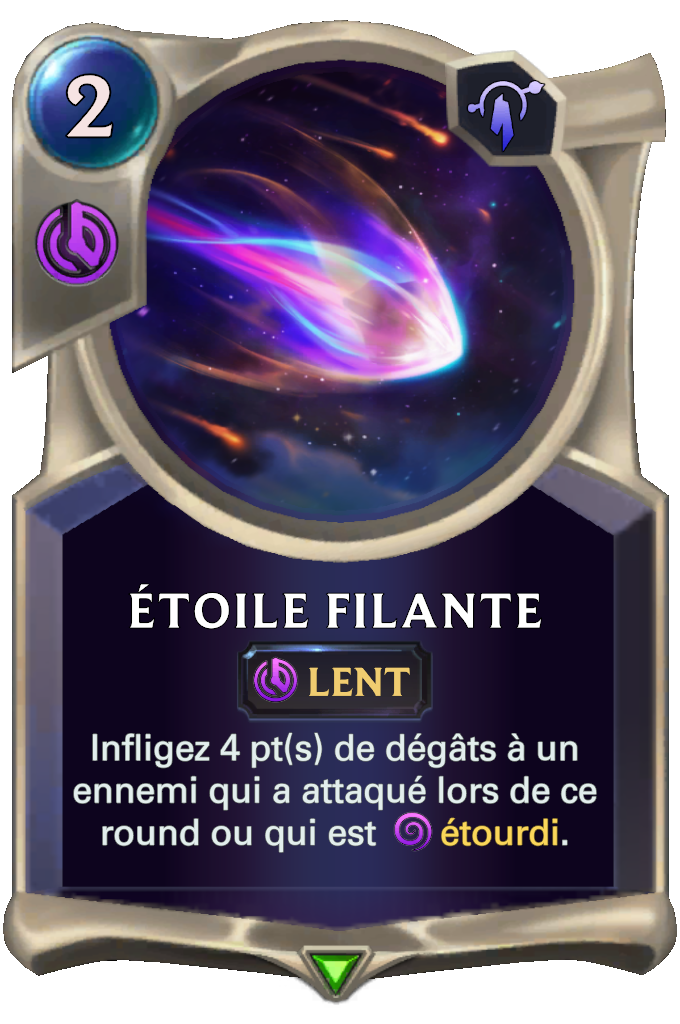 2
ÉTOILE FILANTE
LENT
Infligez 4 pt(s) de dégâts à un
ennemi qui a attaqué lors de ce
round ou qui est étourdi.